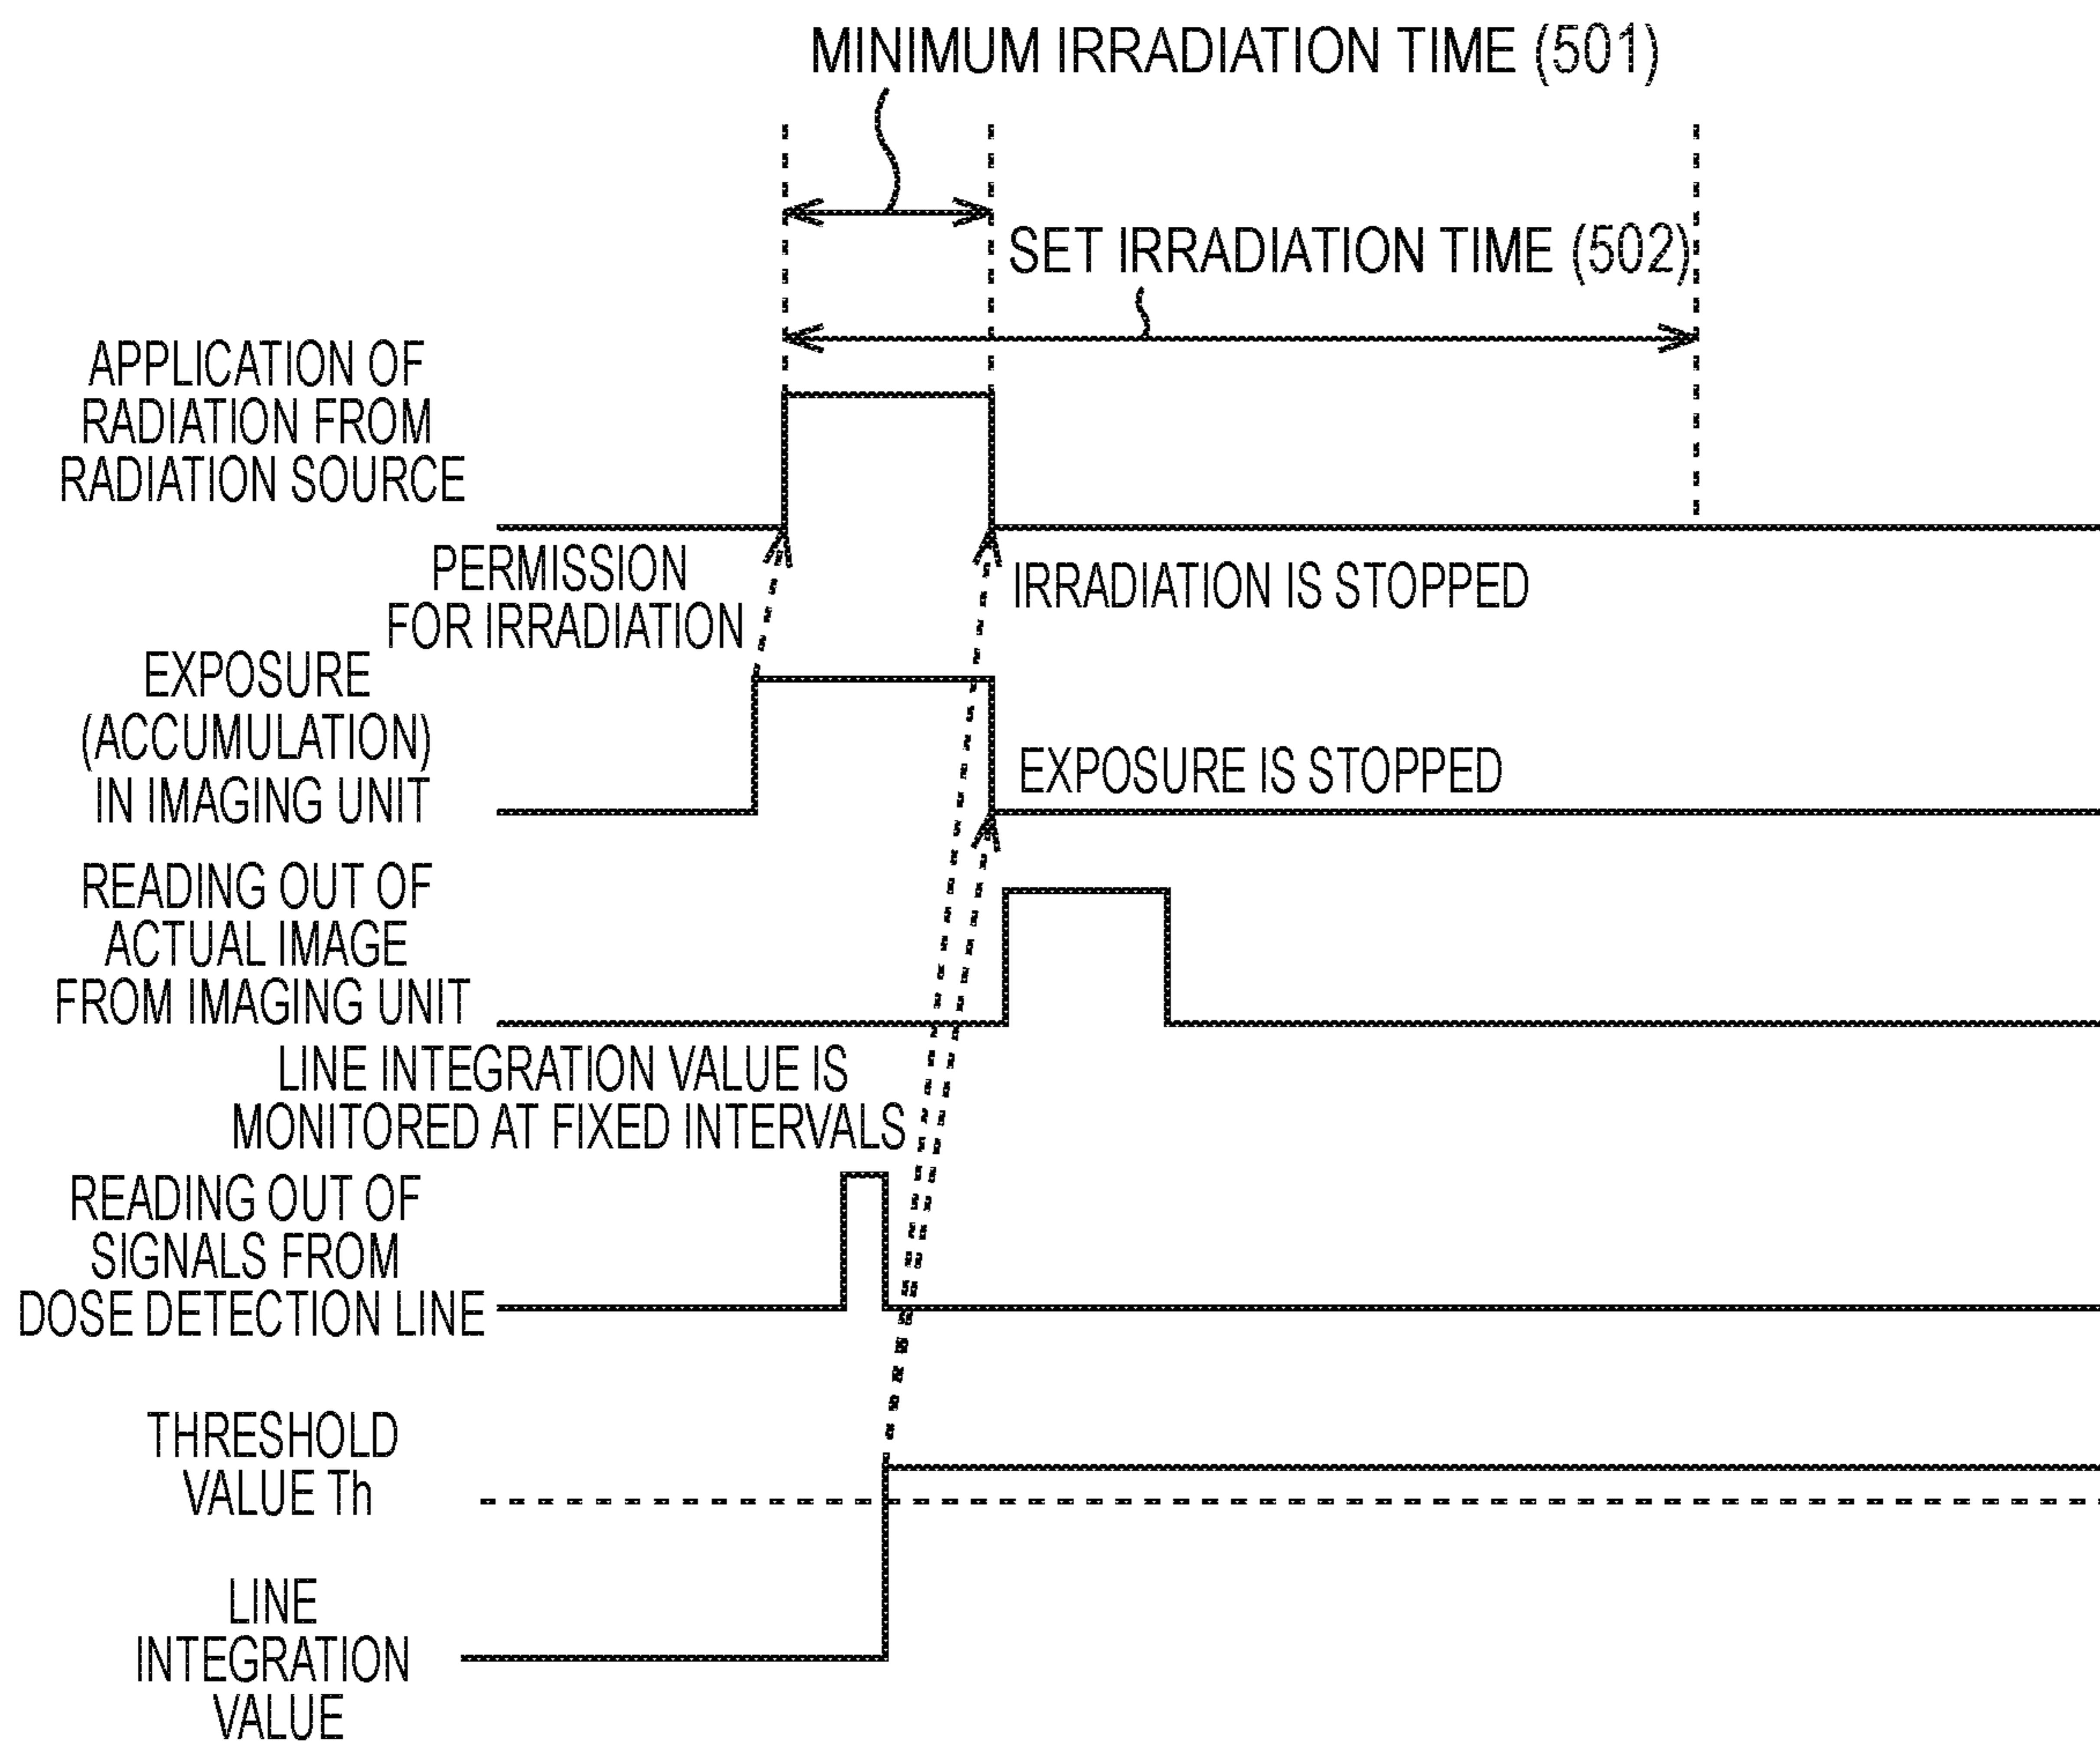 MINIMUM IRRADIATION TIME (501)
SET IRRADIATION TIME (502)
APPLICATION OF
RADIATION FROM
RADIATION SOURCE
PERMISSION
FOR IRRADIATION
IRRADIATION IS STOPPED
EXPOSURE
(ACCUMULATION)
IN IMAGING UNIT
EXPOSURE IS STOPPED
READING OUT OF
ACTUAL IMAGE
FROM IMAGING UNIT
LINE INTEGRATION VALUE IS
MONITORED AT FIXED INTERVALS
READING OUT OF
SIGNALS FROM
DOSE DETECTION LINE
THRESHOLD
VALUE Th
LINE
INTEGRATION
VALUE